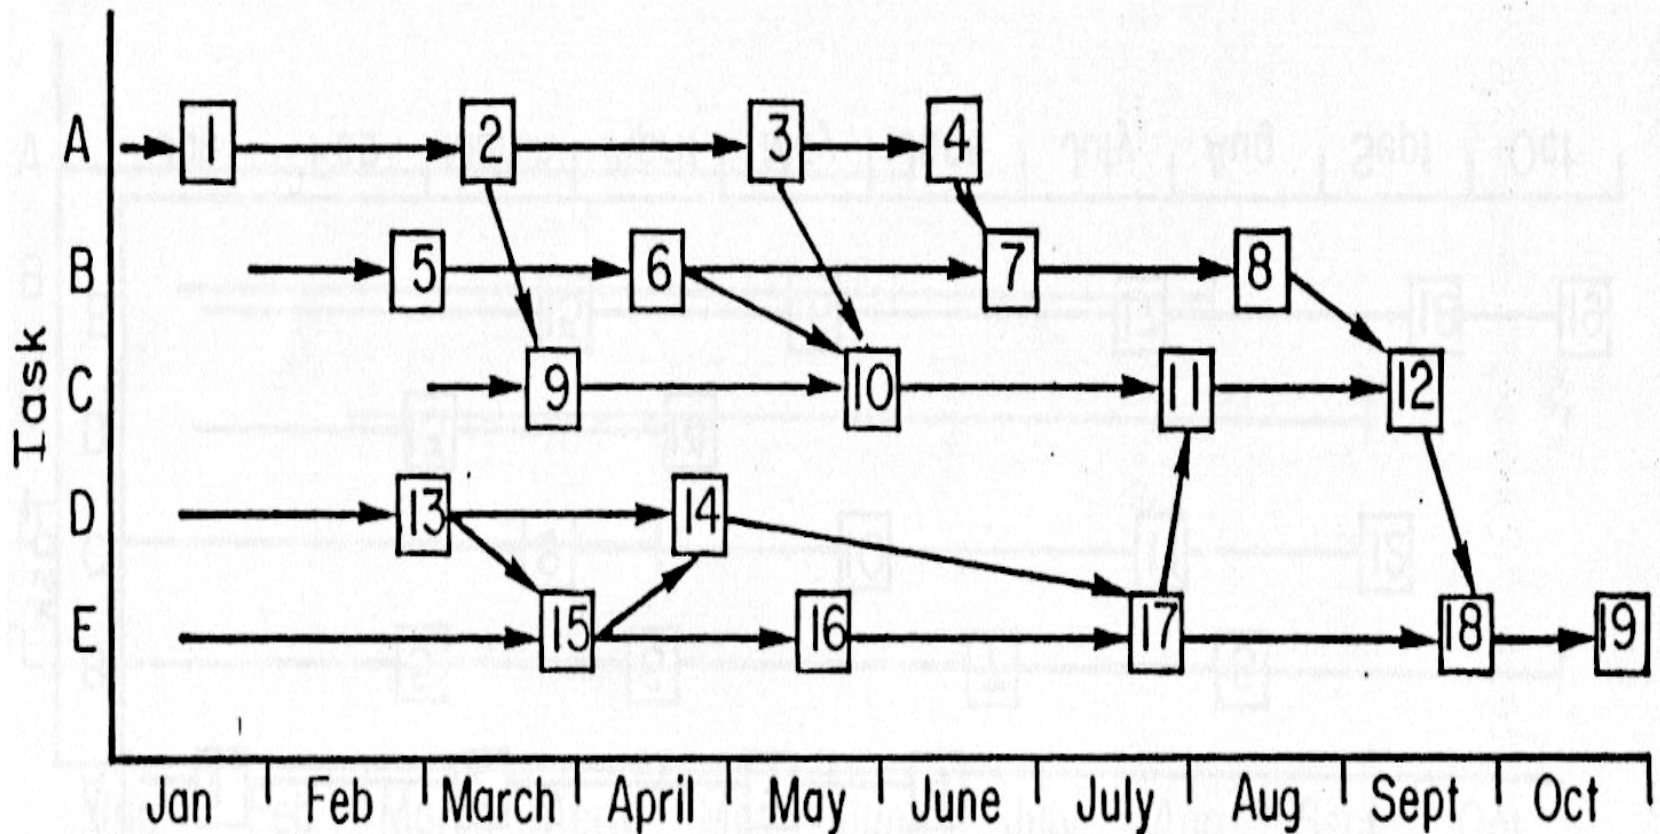 A 1 2 3 4
B 5 6 7 8
C 9 10 11 12
D 13 14
E 15 16 17 18 19
Task
Jan Feb March April May June July Aug Sept Oct